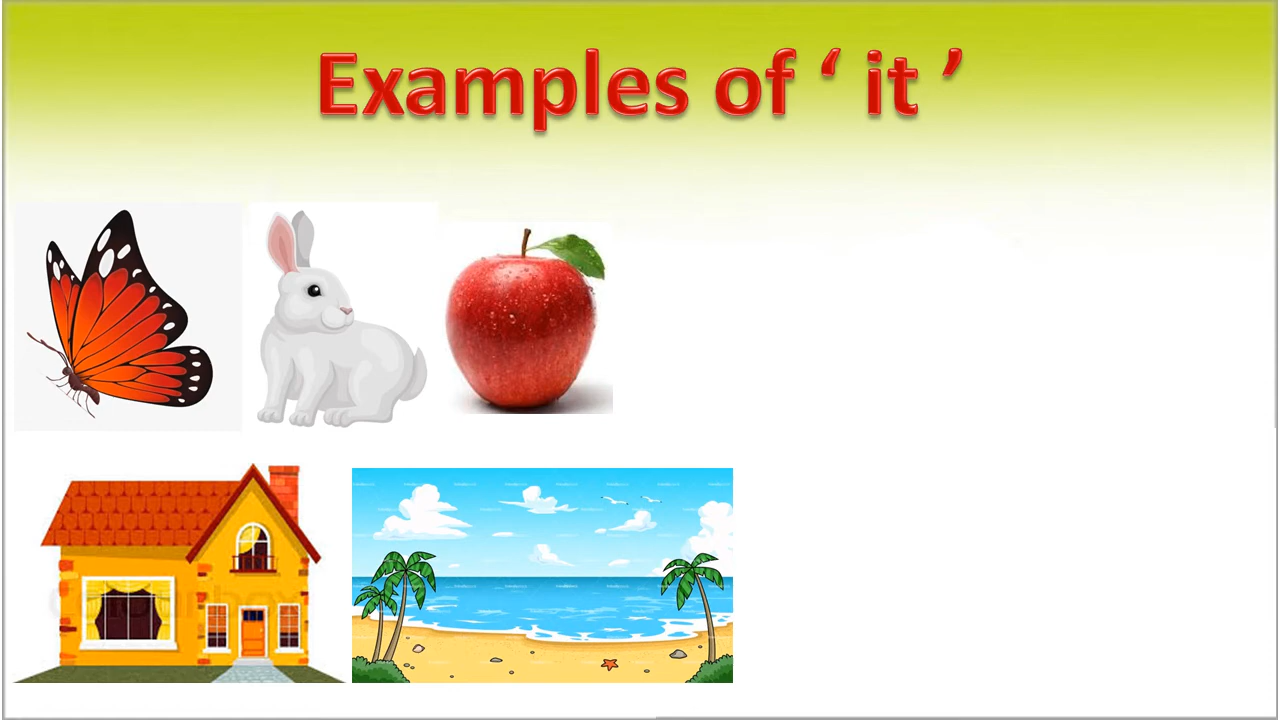 Examples of ‘ it ’